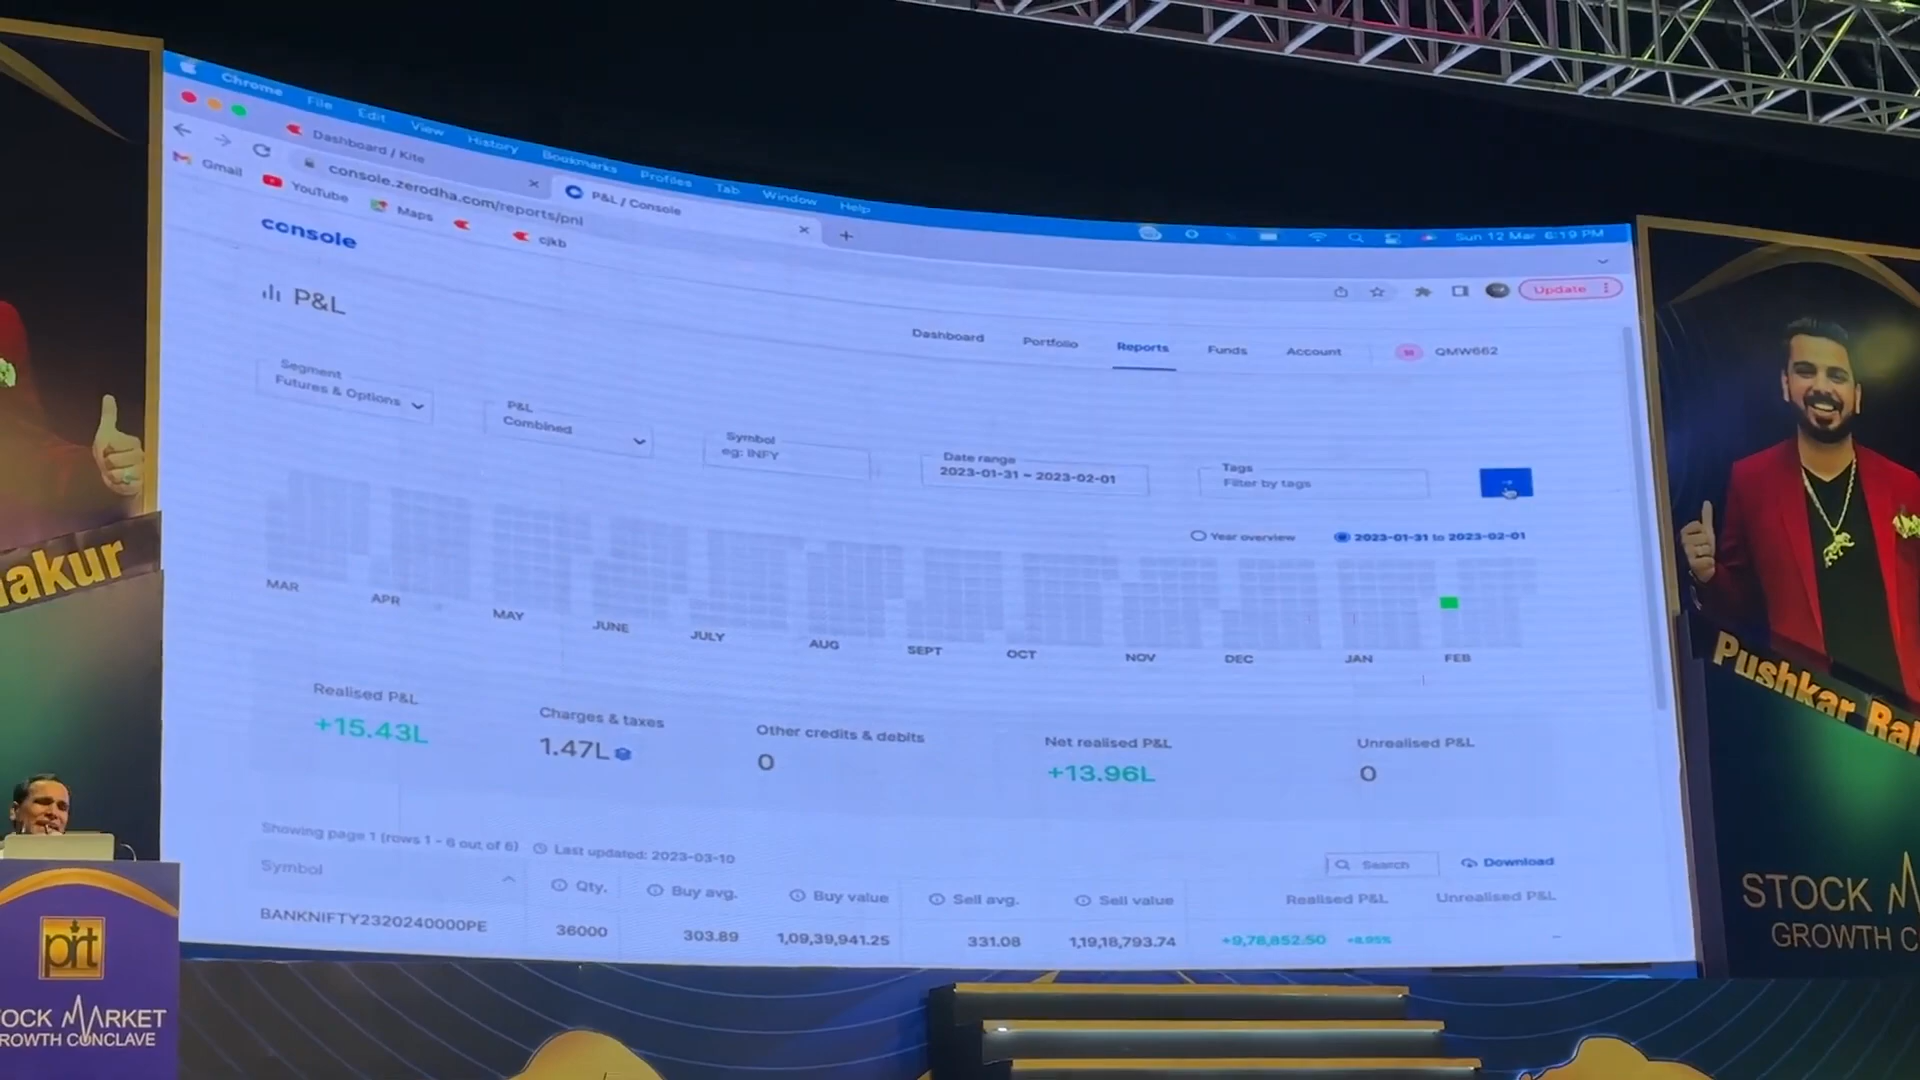 Chrome File Edit View History Bookmarks Profiles Tab Window Help
Sun 12 Mar 6:19 PM
Dashboard / Kite
P&L / Console
console.zerodha.com/reports/pnl
Update
Gmail YouTube Maps cjkb
console
Dashboard Portfolio Reports Funds Account QMW662
P&L
Segment
Futures & Options
P&L
Combined
Symbol
eg: INFY
Date range
2023-01-31 ~ 2023-02-01
Tags
Filter by tags
Year overview 2023-01-31 to 2023-02-01
MAR APR MAY JUNE JULY AUG SEPT OCT NOV DEC JAN FEB
Realised P&L
+15.43L
Charges & taxes
1.47L
Other credits & debits
0
Net realised P&L
+13.96L
Unrealised P&L
0
Showing page 1 (rows 1 - 6 out of 6) Last updated: 2023-03-10
Search Download
Symbol Qty. Buy avg. Buy value Sell avg. Sell value Realised P&L Unrealised P&L
BANKNIFTY2320240000PE 36000 303.89 1,09,39,941.25 331.08 1,19,18,793.74 +9,78,852.50 +8.95%
akur
Pushkar Ra
prt
OCK MARKET
ROWTH CONCLAVE
STOCK M
GROWTH C